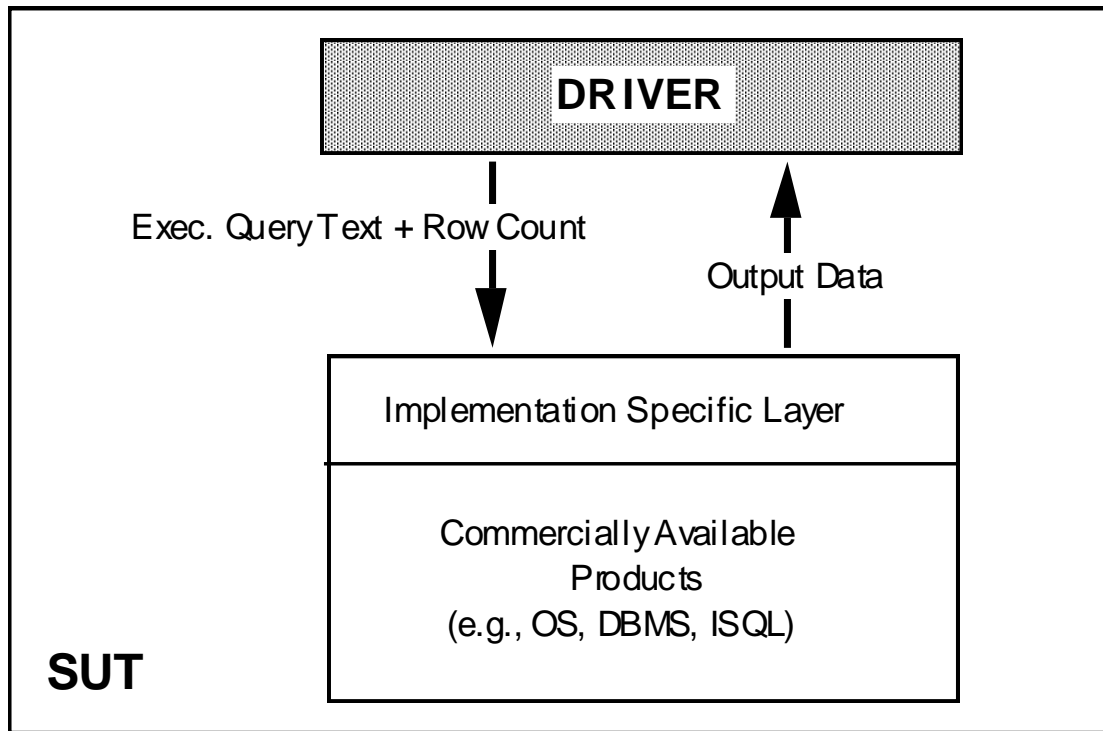 DRIVER
Exec. Query Text + Row Count
Output Data
Implementation Specific Layer
Commercially Available
Products
(e.g., OS, DBMS, ISQL)
SUT